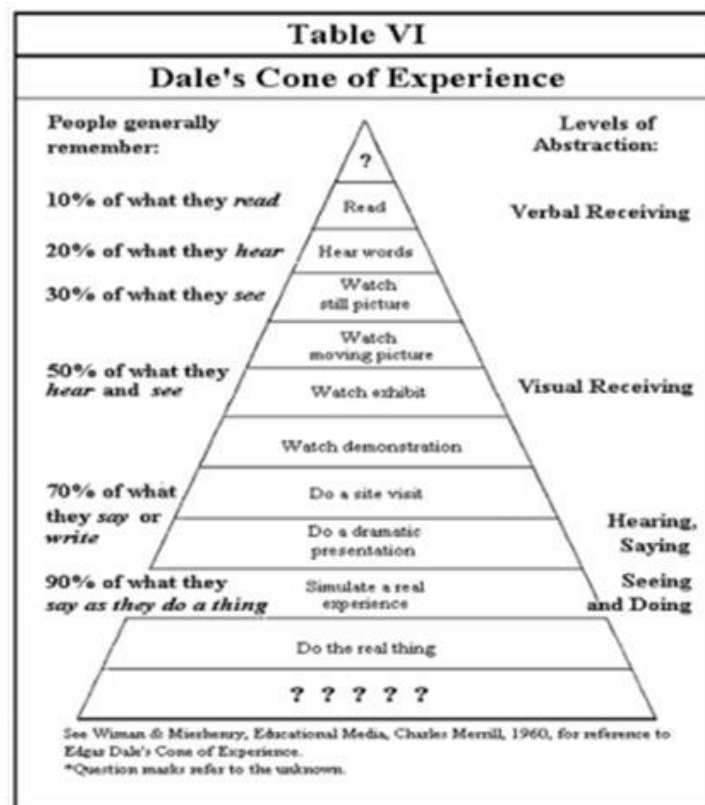 Table VI
Dale's Cone of Experience
People generally
remember:
Levels of
Abstraction:
?
10% of what they read
Read
Verbal Receiving
20% of what they hear
Hear words
30% of what they see
Watch
still picture
Watch
moving picture
50% of what they
hear and see
Watch exhibit
Visual Receiving
Watch demonstration
70% of what
they say or
write
Do a site visit
Do a dramatic
presentation
Hearing,
Saying
90% of what they
say as they do a thing
Simulate a real
experience
Seeing
and Doing
Do the real thing
? ? ? ? ?
See Wiman & Mierhenry, Educational Media, Charles Merrill, 1960, for reference to
Edgar Dale's Cone of Experience.
*Question marks refer to the unknown.